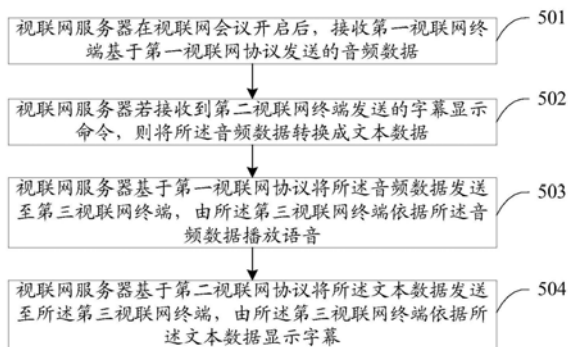 视联网服务器在视联网会议开启后，接收第一视联网终
端基于第一视联网协议发送的音频数据
501
视联网服务器若接收到第二视联网终端发送的字幕显示
命令，则将所述音频数据转换成文本数据
502
视联网服务器基于第一视联网协议将所述音频数据发送
至第三视联网终端，由所述第三视联网终端依据所述音
频数据播放语音
503
视联网服务器基于第二视联网协议将所述文本数据发送
至所述第三视联网终端，由所述第三视联网终端依据所
述文本数据显示字幕
504